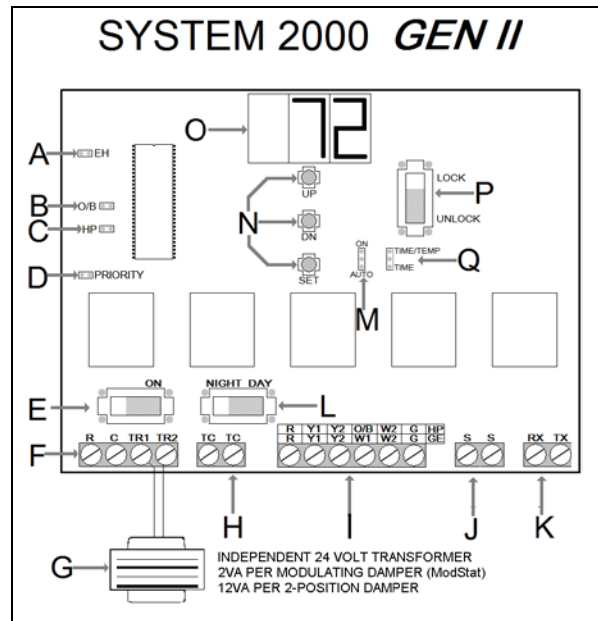 SYSTEM 2000 GEN II
O
72
A
EH
LOCK
P
B
O/B
UP
C
HP
N
UNLOCK
DN
ON
TIME/TEMP
Q
D
PRIORITY
SET
AUTO
TIME
M
E
ON
NIGHT DAY
L
R Y1 Y2 O/B W2 G HP
F
R C TR1 TR2
TC TC
R Y1 Y2 W1 W2 G GE
S S
RX TX
H
I
J
K
G
INDEPENDENT 24 VOLT TRANSFORMER
2VA PER MODULATING DAMPER (ModStat)
12VA PER 2-POSITION DAMPER